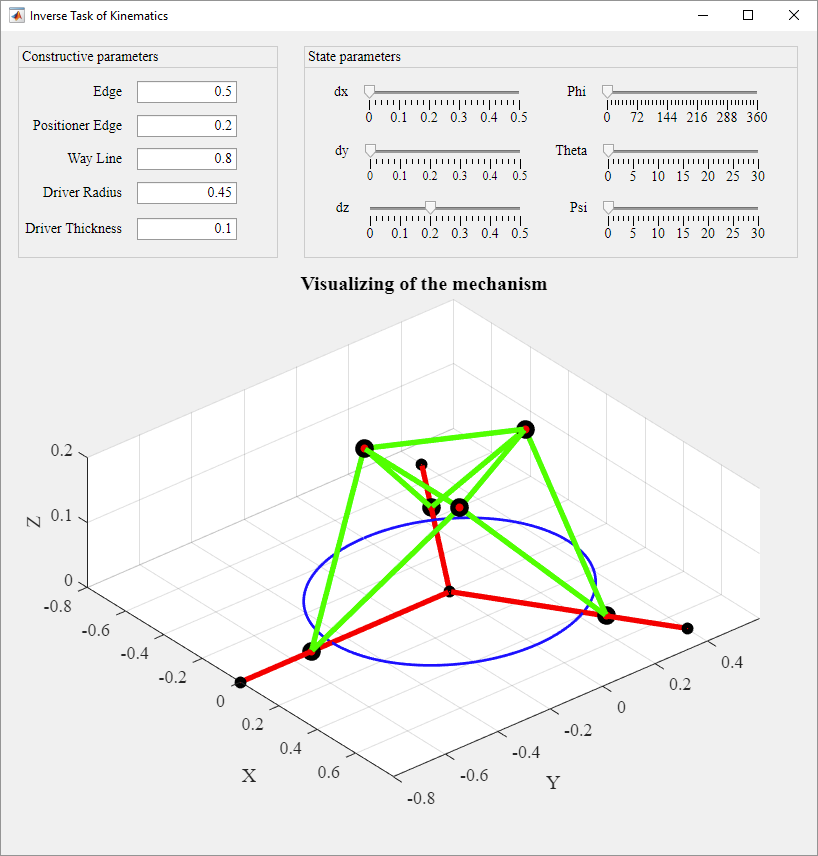 Inverse Task of Kinematics
Constructive parameters
Edge 0.5
Positioner Edge 0.2
Way Line 0.8
Driver Radius 0.45
Driver Thickness 0.1
State parameters
dx
0 0.1 0.2 0.3 0.4 0.5
Phi
0 72 144 216 288 360
dy
0 0.1 0.2 0.3 0.4 0.5
Theta
0 5 10 15 20 25 30
dz
0 0.1 0.2 0.3 0.4 0.5
Psi
0 5 10 15 20 25 30
Visualizing of the mechanism
0.2
0.1
0
Z
-0.8
-0.6
-0.4
-0.2
0
0.2
0.4
0.6
X
-0.8
-0.6
-0.4
-0.2
0
0.2
0.4
Y